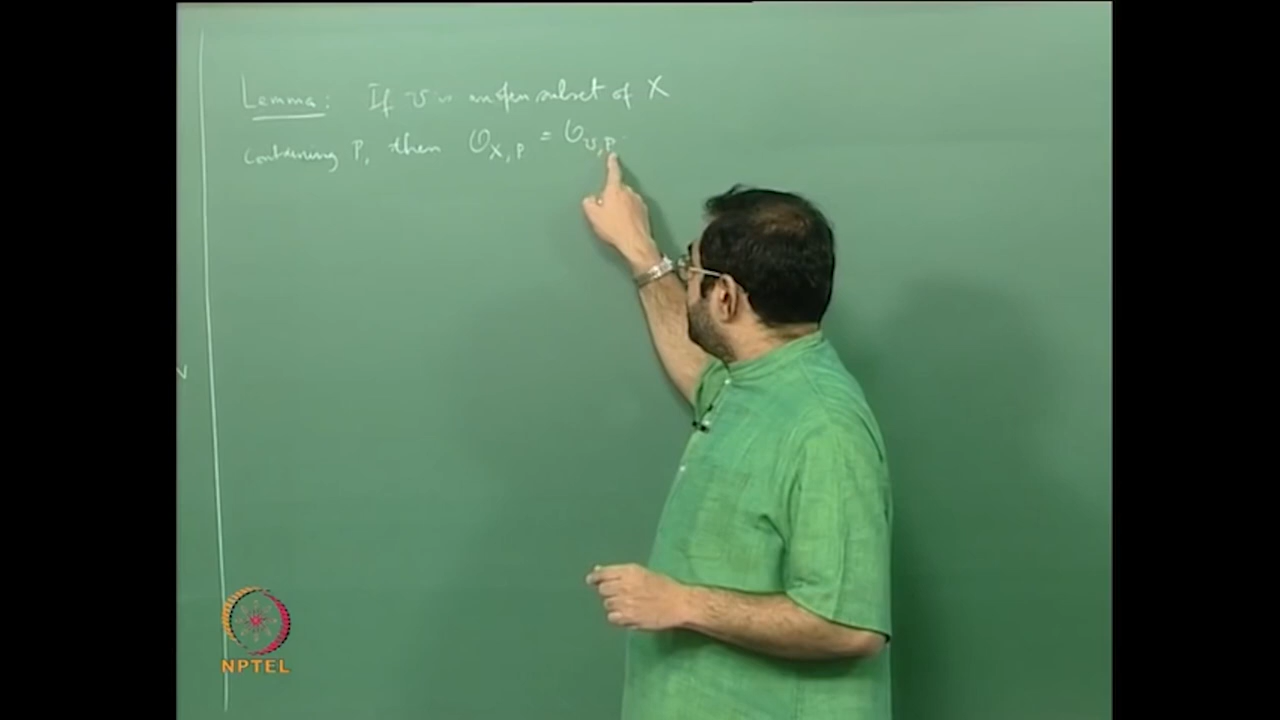 Lemma: If U is an open subset of X
containing P, then O_{X,P} = O_{U,P}.
NPTEL